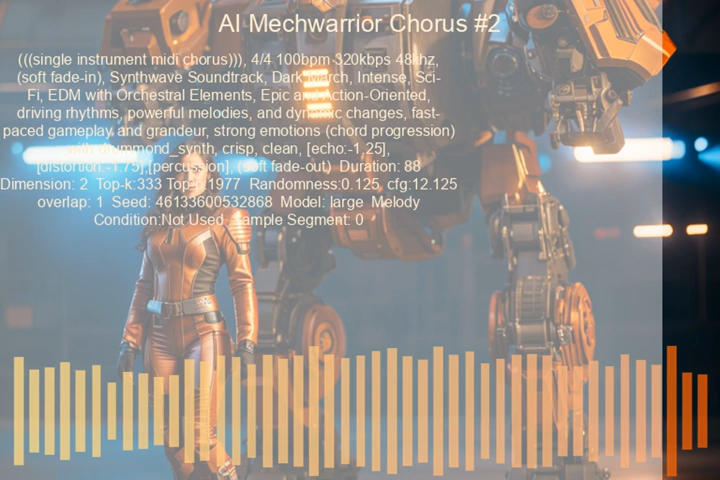 AI Mechwarrior Chorus #2
(((single instrument midi chorus))), 4/4 100bpm 320kbps 48khz,
(soft fade-in), Synthwave Soundtrack, Dark March, Intense, Sci-
Fi, EDM with Orchestral Elements, Epic and Action-Oriented,
driving rhythms, powerful melodies, and dynamic changes, fast-
paced gameplay and grandeur, strong emotions (chord progression)
crisp, clean, [echo:-1.25],
[distortion:-1.75],[percussion], (soft fade-out) Duration: 88
Dimension: 2 Top-k:333 Randomness:0.125 cfg:12.125
overlap: 1 Seed: 46133600532868 Model: large Melody
Condition:Not Used Sample Segment: 0